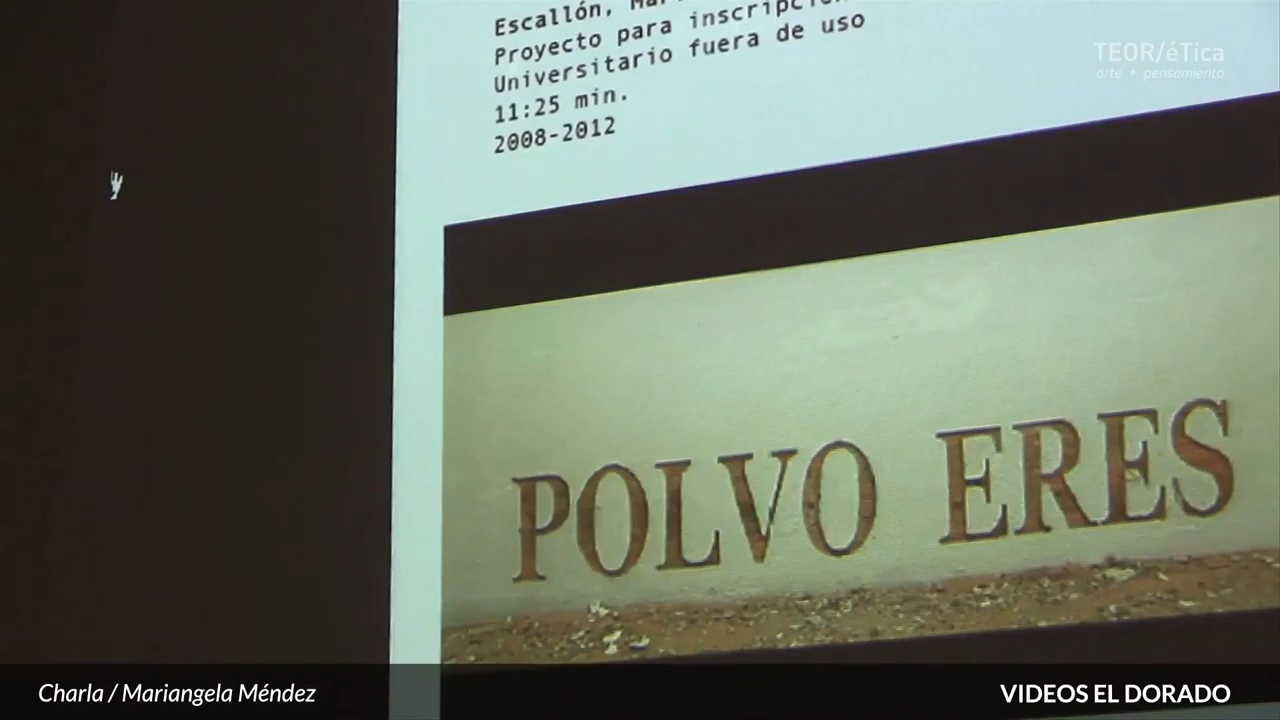 Escallón,
Proyecto para inscripción
Universitario fuera de uso
11:25 min.
2008-2012
TEOR/éTica
arte + pensamiento
POLVO ERES
Charla / Mariangela Méndez
VIDEOS EL DORADO